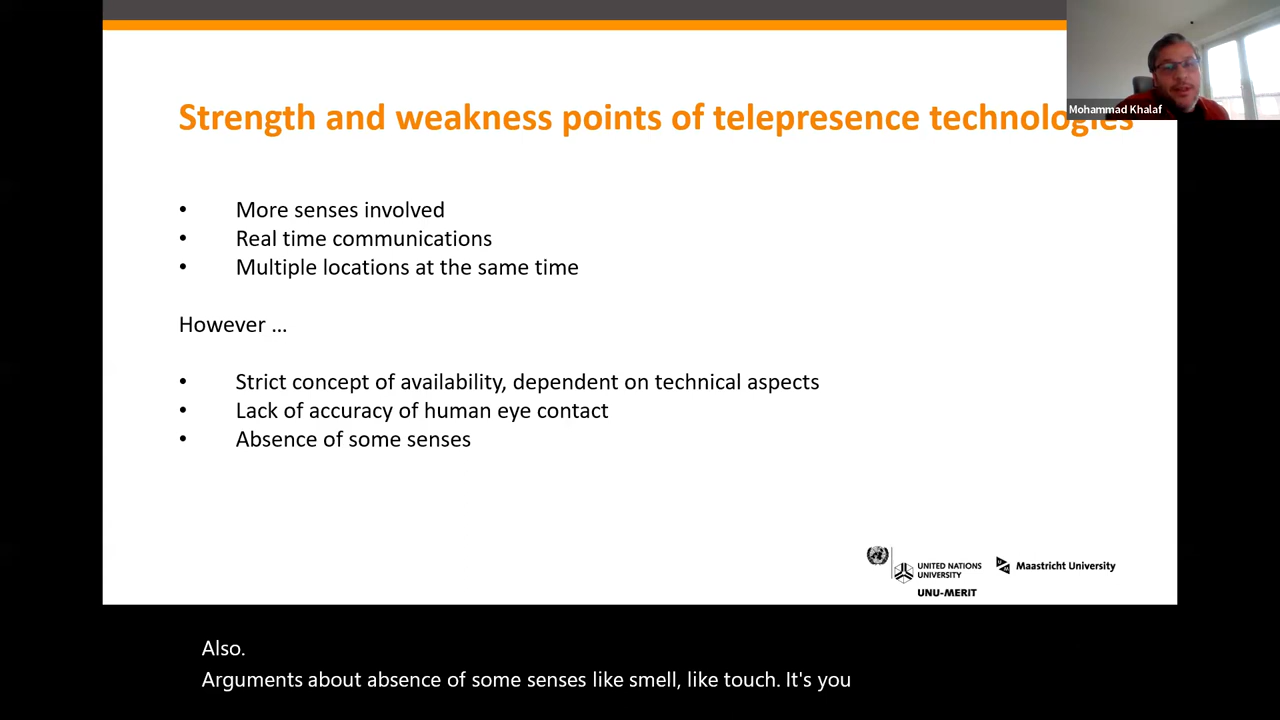 Strength and weakness points of telepresence technologies
Mohammad Khalaf
• More senses involved
• Real time communications
• Multiple locations at the same time
However ...
• Strict concept of availability, dependent on technical aspects
• Lack of accuracy of human eye contact
• Absence of some senses
UNITED NATIONS
UNIVERSITY
UNU-MERIT
Maastricht University
Also.
Arguments about absence of some senses like smell, like touch. It's you